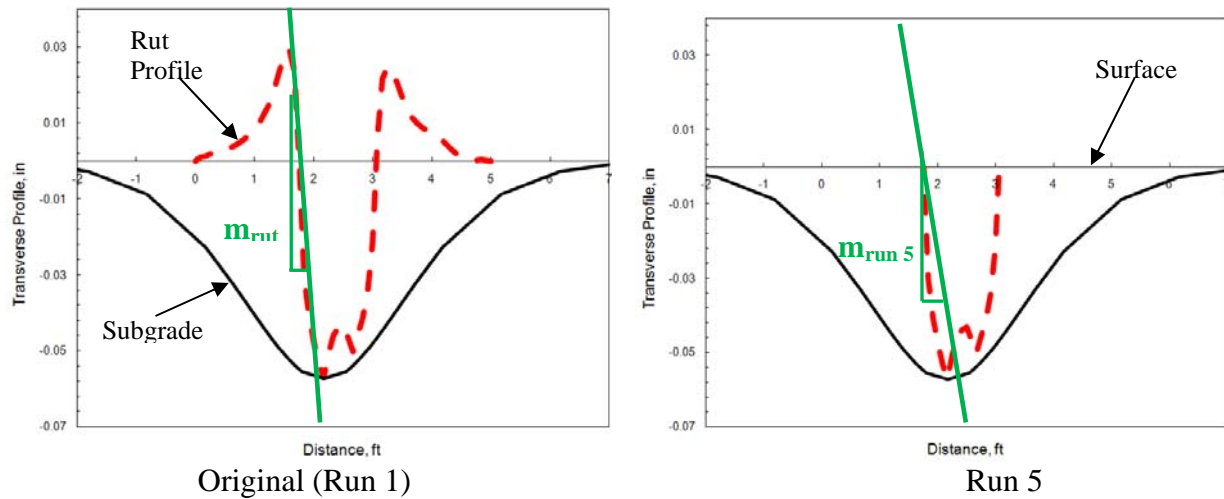 0.03
0.01
-0.01
-0.03
-0.05
-0.07
Transverse Profile, in
-2
-1
0
1
2
3
4
5
6
7
Distance, ft
Rut
Profile
m_rut
Subgrade
Original (Run 1)
0.03
0.01
-0.01
-0.03
-0.05
-0.07
Transverse Profile, in
-2
-1
0
1
2
3
4
5
6
Distance, ft
Surface
m_run 5
Run 5